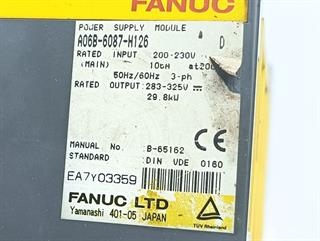 FANUC
POWER SUPPLY MODULE
A06B-6087-H126 D
RATED INPUT 200-230V
(MAIN) at200
50Hz/60Hz 3-ph
RATED OUTPUT 283-325V
29.8kW
MANUAL No. B-65162
STANDARD DIN VDE 0160
CE
EA7Y03359
FANUC LTD
Yamanashi 401-05 JAPAN
TÜV Rheinland